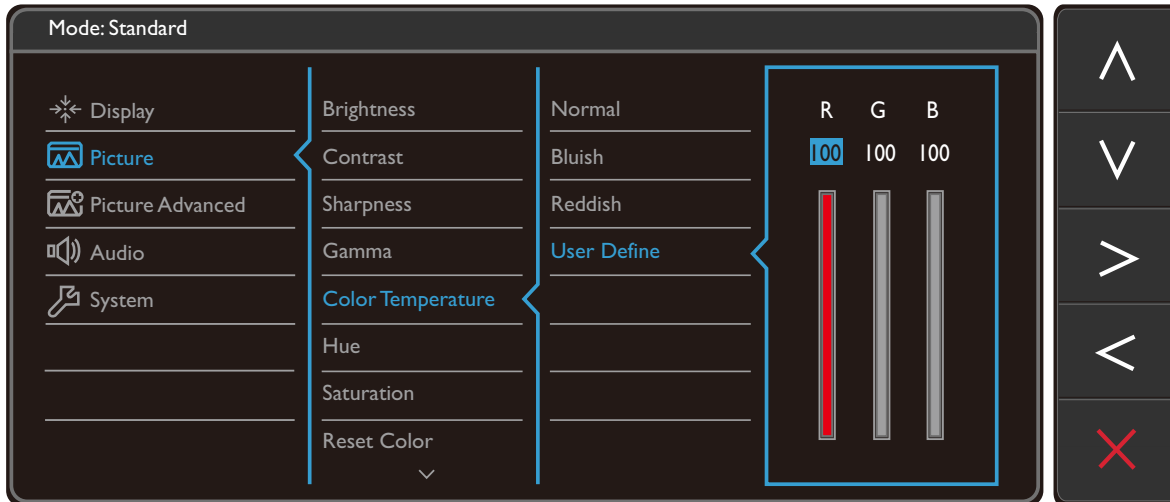 Mode: Standard
Display
Picture
Picture Advanced
Audio
System
Brightness
Contrast
Sharpness
Gamma
Color Temperature
Hue
Saturation
Reset Color
Normal
Bluish
Reddish
User Define
R G B
100 100 100